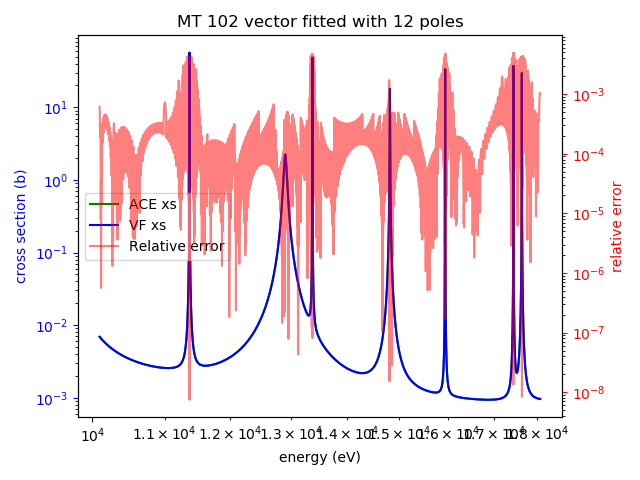 MT 102 vector fitted with 12 poles
cross section (b)
10¹
10⁰
10⁻¹
10⁻²
10⁻³
ACE xs
VF xs
Relative error
10⁻³
10⁻⁴
10⁻⁵
10⁻⁶
10⁻⁷
10⁻⁸
relative error
10⁴ 1.1 × 10⁴ 1.2 × 10⁴ 1.3 × 10⁴ 1.4 × 10⁴ 1.5 × 10⁴ 1.6 × 10⁴ 1.7 × 10⁴ 1.8 × 10⁴
energy (eV)